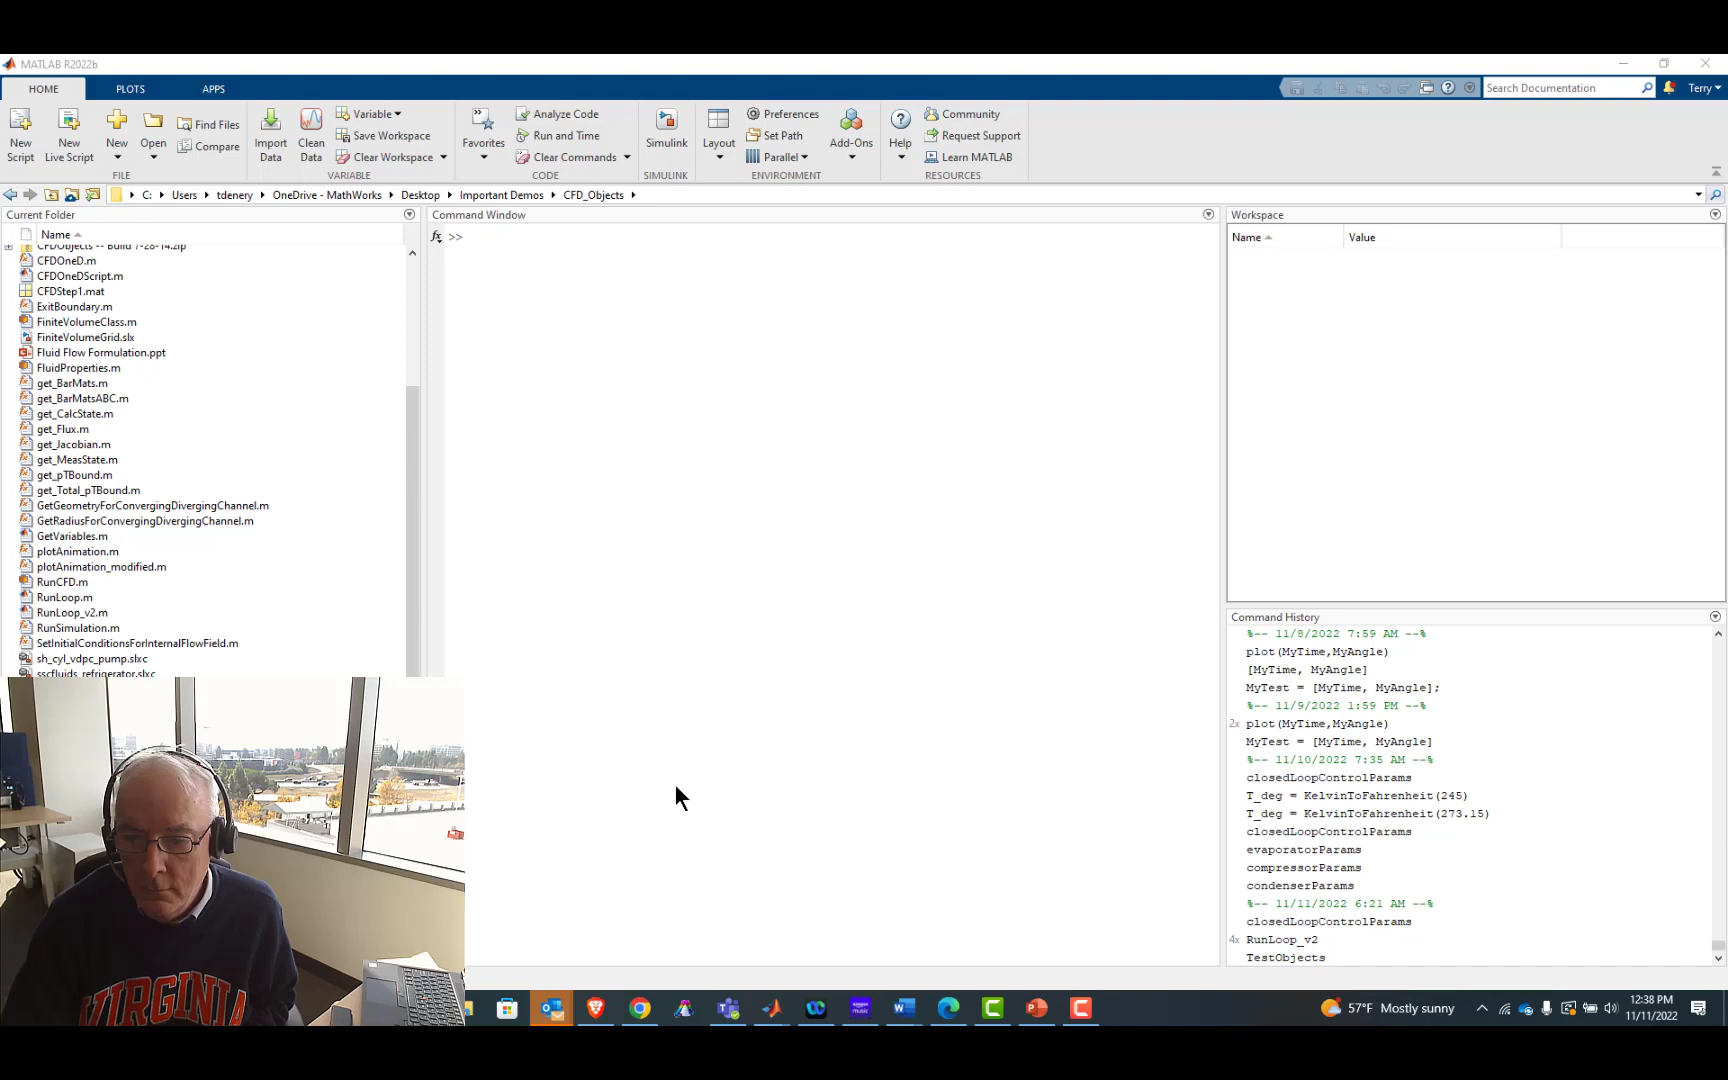 MATLAB R2022b
HOME PLOTS APPS
Search Documentation
Terry
New Script
New Live Script
New
Open
Find Files
Compare
FILE
Import Data
Clean Data
Variable
Save Workspace
Clear Workspace
VARIABLE
Favorites
Analyze Code
Run and Time
Clear Commands
CODE
Simulink
SIMULINK
Layout
Preferences
Set Path
Parallel
Add-Ons
ENVIRONMENT
Help
Community
Request Support
Learn MATLAB
RESOURCES
C: Users tdenery OneDrive - MathWorks Desktop Important Demos CFD_Objects
Current Folder
Name
CFDObjects -- Build 7-28-14.zip
CFDOneD.m
CFDOneDScript.m
CFDStep1.mat
ExitBoundary.m
FiniteVolumeClass.m
FiniteVolumeGrid.slx
Fluid Flow Formulation.ppt
FluidProperties.m
get_BarMats.m
get_BarMatsABC.m
get_CalcState.m
get_Flux.m
get_Jacobian.m
get_MeasState.m
get_pTBound.m
get_Total_pTBound.m
GetGeometryForConvergingDivergingChannel.m
GetRadiusForConvergingDivergingChannel.m
GetVariables.m
plotAnimation.m
plotAnimation_modified.m
RunCFD.m
RunLoop.m
RunLoop_v2.m
RunSimulation.m
SetInitialConditionsForInternalFlowField.m
sh_cyl_vdpc_pump.slxc
sscfluids_refrigerator.slxc
Command Window
fx >>
Workspace
Name Value
Command History
%-- 11/8/2022 7:59 AM --%
plot(MyTime,MyAngle)
[MyTime, MyAngle]
MyTest = [MyTime, MyAngle];
%-- 11/9/2022 1:59 PM --%
2x plot(MyTime,MyAngle)
MyTest = [MyTime, MyAngle]
%-- 11/10/2022 7:35 AM --%
closedLoopControlParams
T_deg = KelvinToFahrenheit(245)
T_deg = KelvinToFahrenheit(273.15)
closedLoopControlParams
evaporatorParams
compressorParams
condenserParams
%-- 11/11/2022 6:21 AM --%
closedLoopControlParams
4x RunLoop_v2
TestObjects
VIRGINIA
57°F Mostly sunny
12:38 PM
11/11/2022